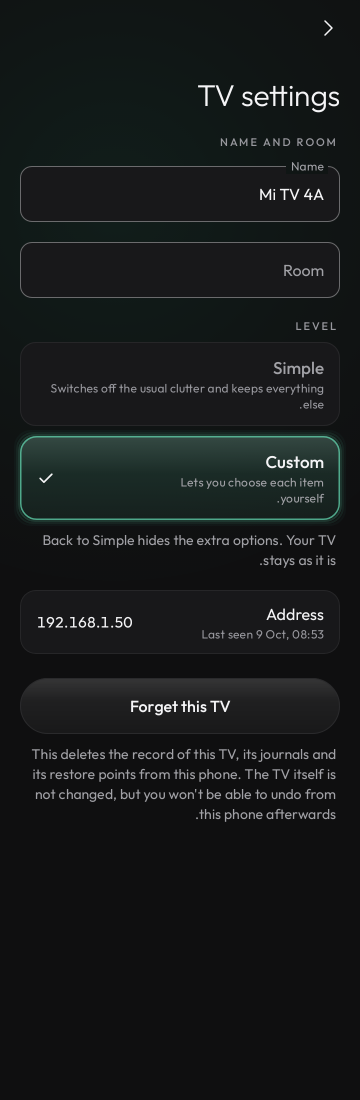 TV settings
NAME AND ROOM
Name
Mi TV 4A
Room
LEVEL
Simple
Switches off the usual clutter and keeps everything
else.
Custom
Lets you choose each item
yourself.
Back to Simple hides the extra options. Your TV
stays as it is.
Address
192.168.1.50
Last seen 9 Oct, 08:53
Forget this TV
This deletes the record of this TV, its journals and
its restore points from this phone. The TV itself is
not changed, but you won't be able to undo from
this phone afterwards.